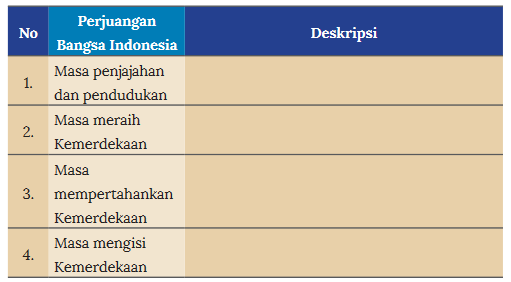 No
Perjuangan
Bangsa Indonesia
Deskripsi
1.
Masa penjajahan
dan pendudukan
2.
Masa meraih
Kemerdekaan
3.
Masa
mempertahankan
Kemerdekaan
4.
Masa mengisi
Kemerdekaan